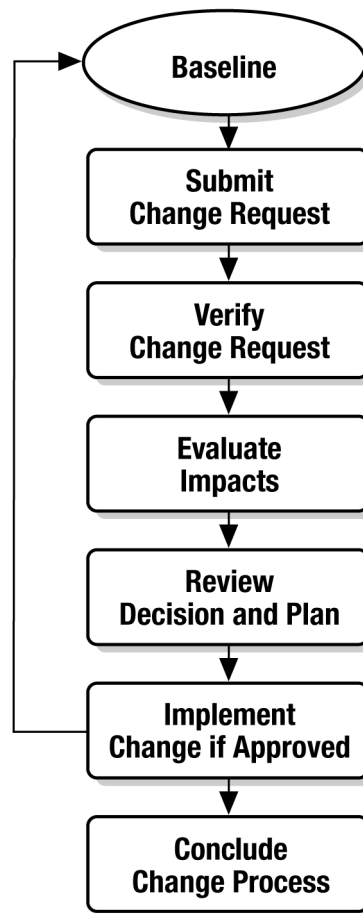 Baseline
Submit
Change Request
Verify
Change Request
Evaluate
Impacts
Review
Decision and Plan
Implement
Change if Approved
Conclude
Change Process